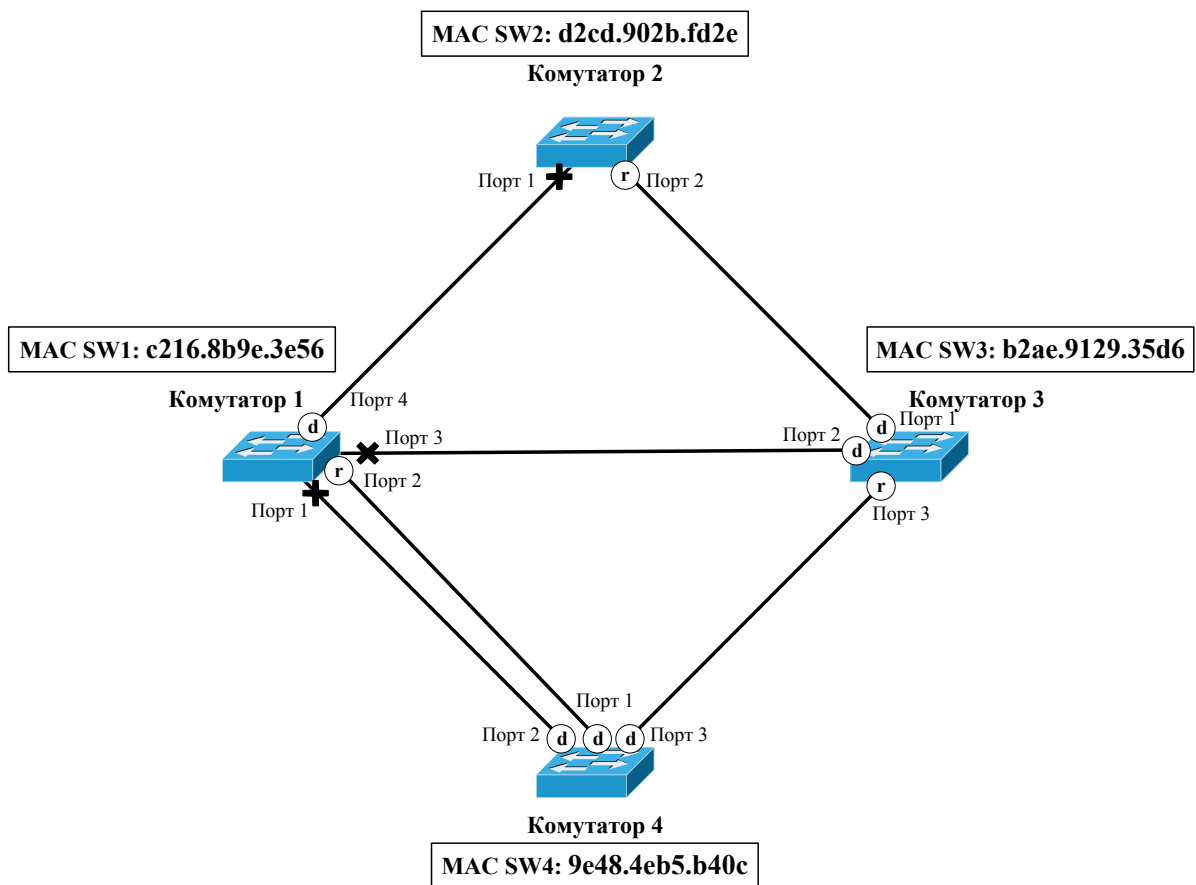 MAC SW2: d2cd.902b.fd2e
Комутатор 2
Порт 1
r
Порт 2
MAC SW1: c216.8b9e.3e56
MAC SW3: b2ae.9129.35d6
Комутатор 1
Порт 4
Комутатор 3
d
Порт 3
Порт 2
d
Порт 1
d
r
Порт 2
r
Порт 1
Порт 3
Порт 1
Порт 2
d
d
d
Порт 3
Комутатор 4
MAC SW4: 9e48.4eb5.b40c